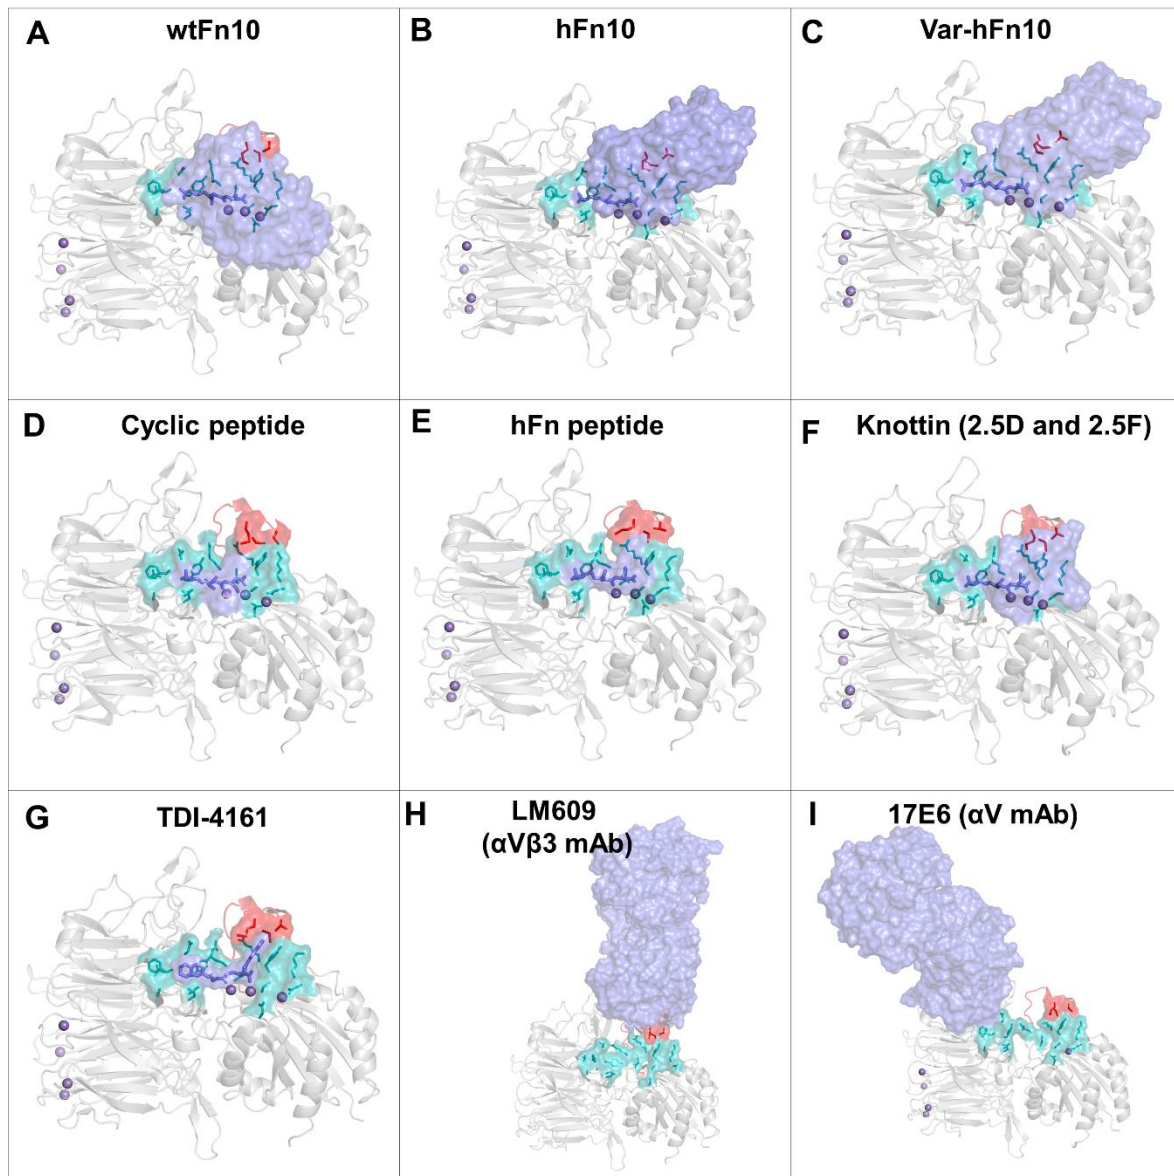 A
wtFn10
B
hFn10
C
Var-hFn10
D
Cyclic peptide
E
hFn peptide
F
Knottin (2.5D and 2.5F)
G
TDI-4161
H
LM609
(αVβ3 mAb)
I
17E6 (αV mAb)